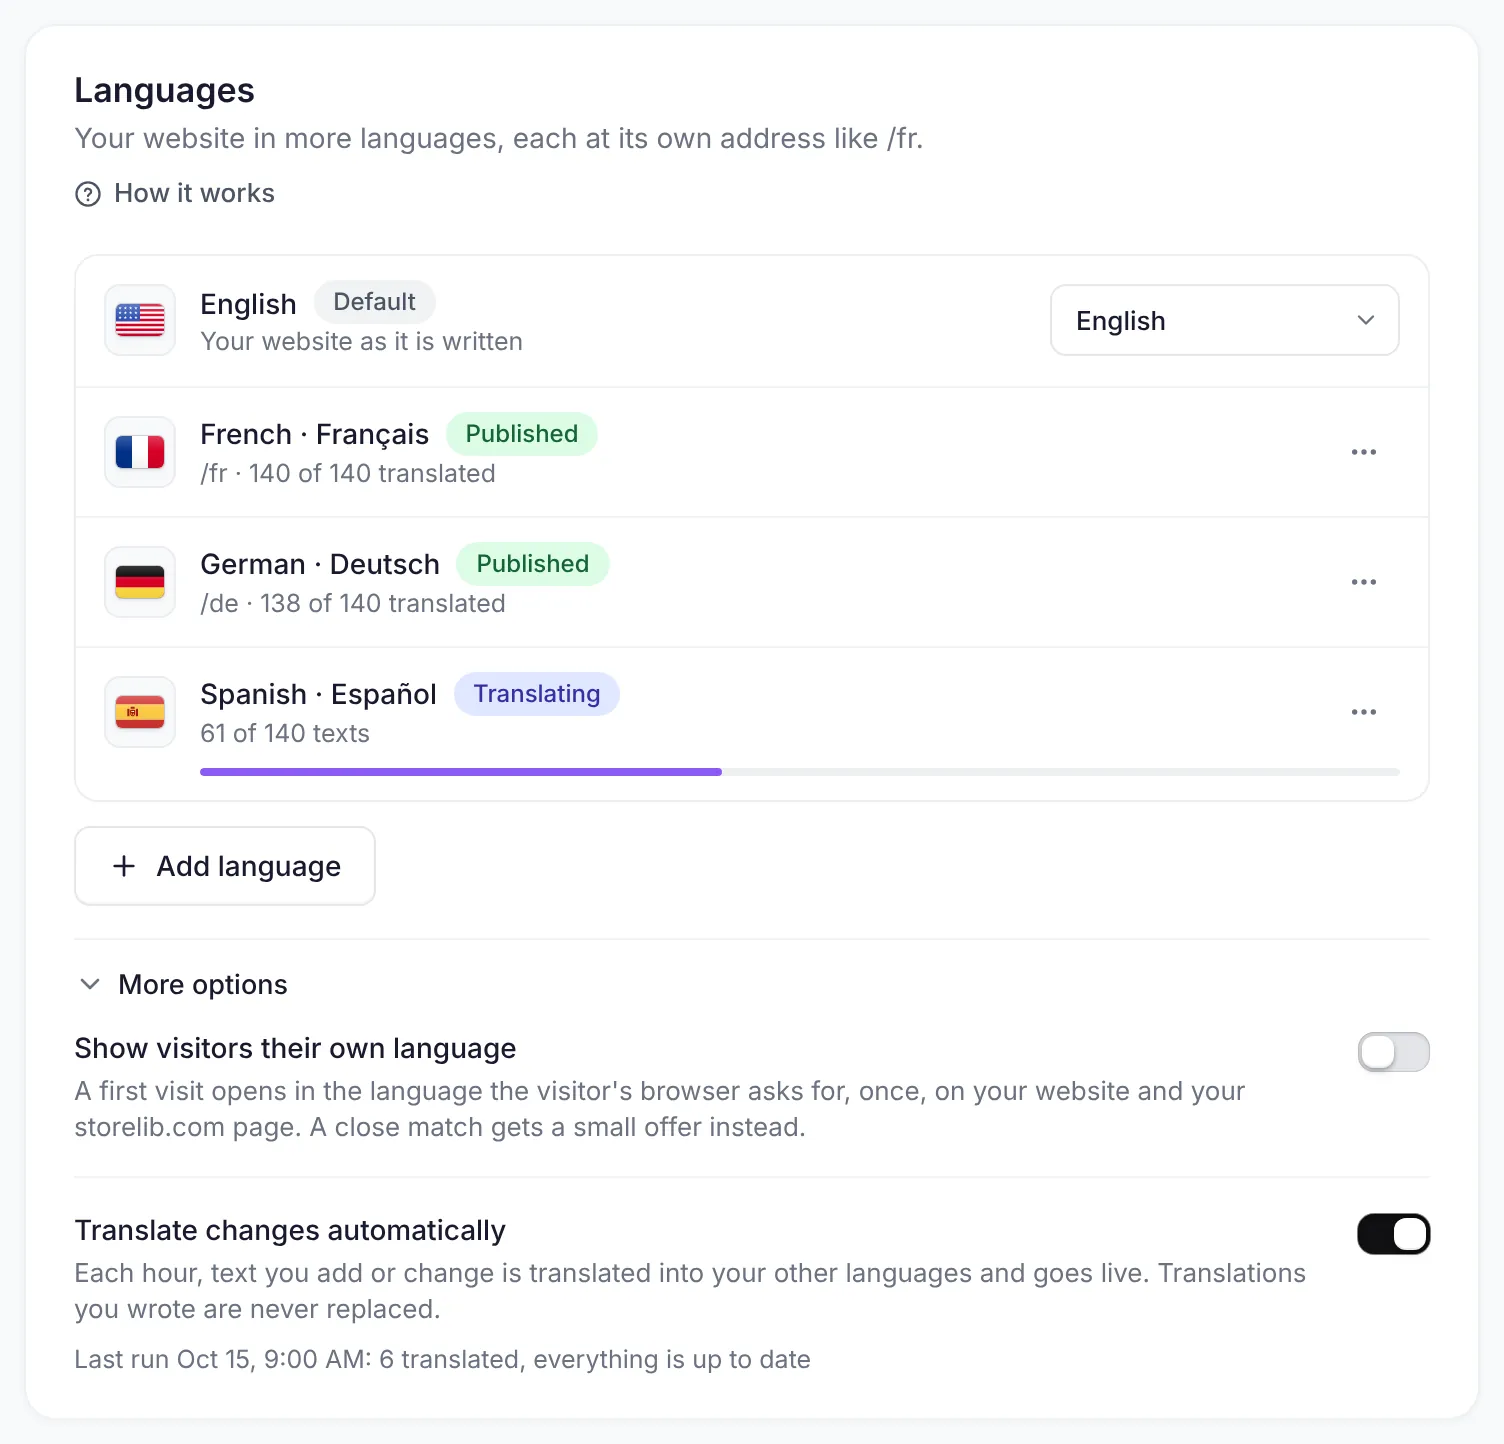 Languages
Your website in more languages, each at its own address like /fr.
How it works
English Default
Your website as it is written
English
French · Français Published
/fr · 140 of 140 translated
German · Deutsch Published
/de · 138 of 140 translated
Spanish · Español Translating
61 of 140 texts
Add language
More options
Show visitors their own language
A first visit opens in the language the visitor's browser asks for, once, on your website and your
storelib.com page. A close match gets a small offer instead.
Translate changes automatically
Each hour, text you add or change is translated into your other languages and goes live. Translations
you wrote are never replaced.
Last run Oct 15, 9:00 AM: 6 translated, everything is up to date